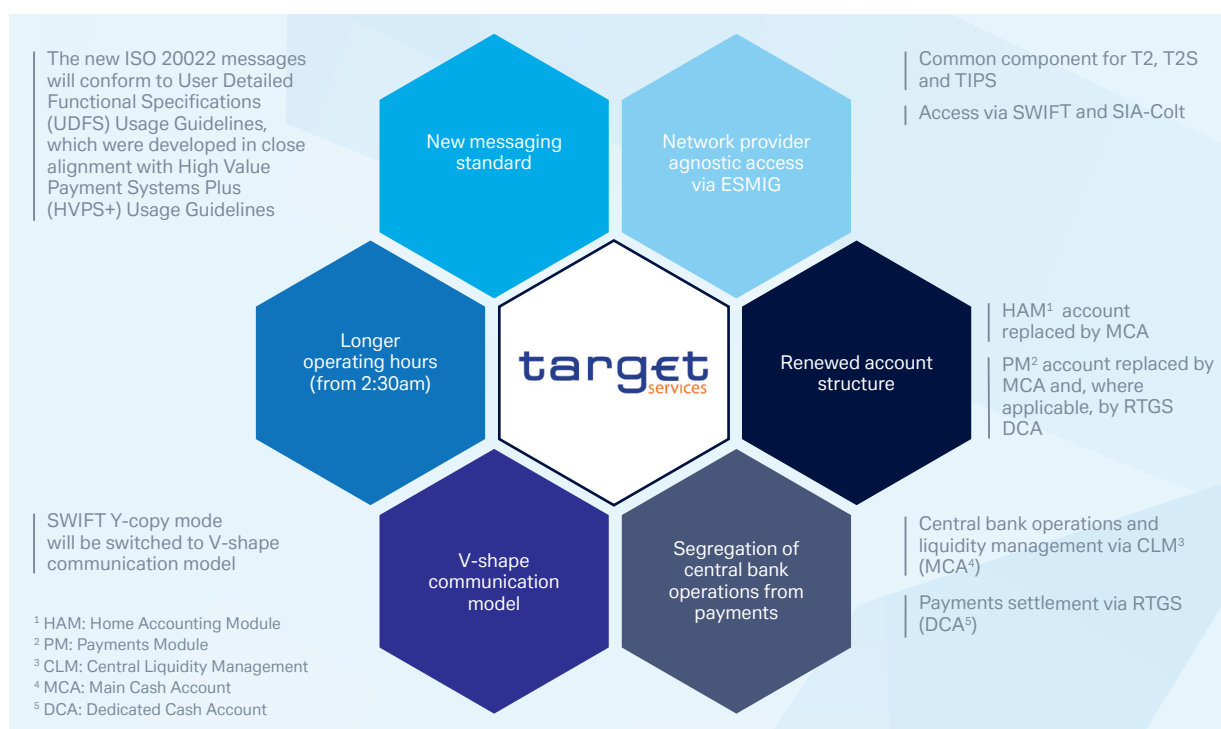 The new ISO 20022 messages
will conform to User Detailed
Functional Specifications
(UDFS) Usage Guidelines,
which were developed in close
alignment with High Value
Payment Systems Plus
(HVPS+) Usage Guidelines
New messaging
standard
Network provider
agnostic access
via ESMIG
Common component for T2, T2S
and TIPS
Access via SWIFT and SIA-Colt
Longer
operating hours
(from 2:30am)
target
services
Renewed account
structure
HAM¹ account
replaced by MCA
PM² account replaced by
MCA and, where
applicable, by RTGS
DCA
SWIFT Y-copy mode
will be switched to V-shape
communication model
V-shape
communication
model
Segregation of
central bank
operations from
payments
Central bank operations and
liquidity management via CLM³
(MCA⁴)
Payments settlement via RTGS
(DCA⁵)
¹ HAM: Home Accounting Module
² PM: Payments Module
³ CLM: Central Liquidity Management
⁴ MCA: Main Cash Account
⁵ DCA: Dedicated Cash Account